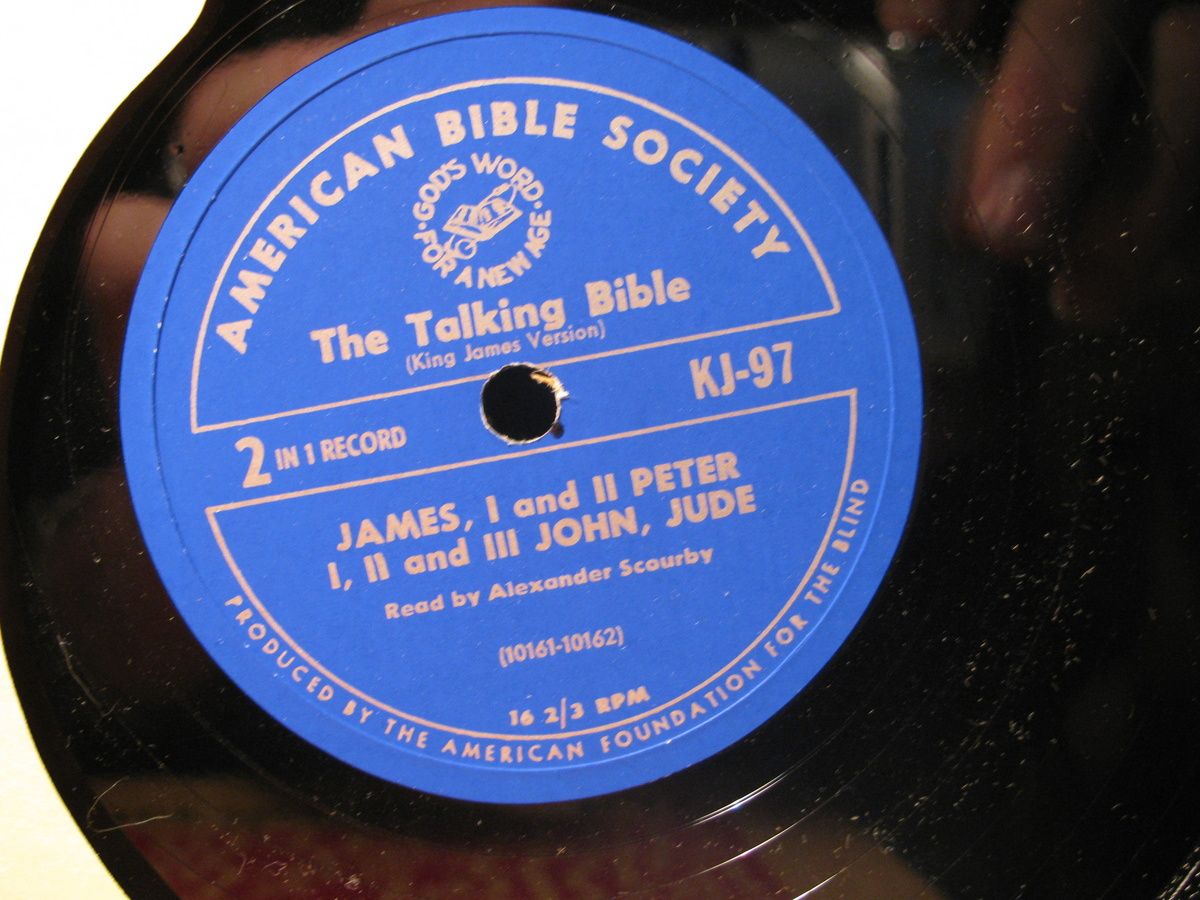 AMERICAN BIBLE SOCIETY
·GOD'S WORD·
FOR A NEW AGE
The Talking Bible
(King James Version)
KJ-97
2 IN 1 RECORD
JAMES, I and II PETER
I, II and III JOHN, JUDE
Read by Alexander Scourby
(10161-10162)
16 2/3 RPM
PRODUCED BY THE AMERICAN FOUNDATION FOR THE BLIND